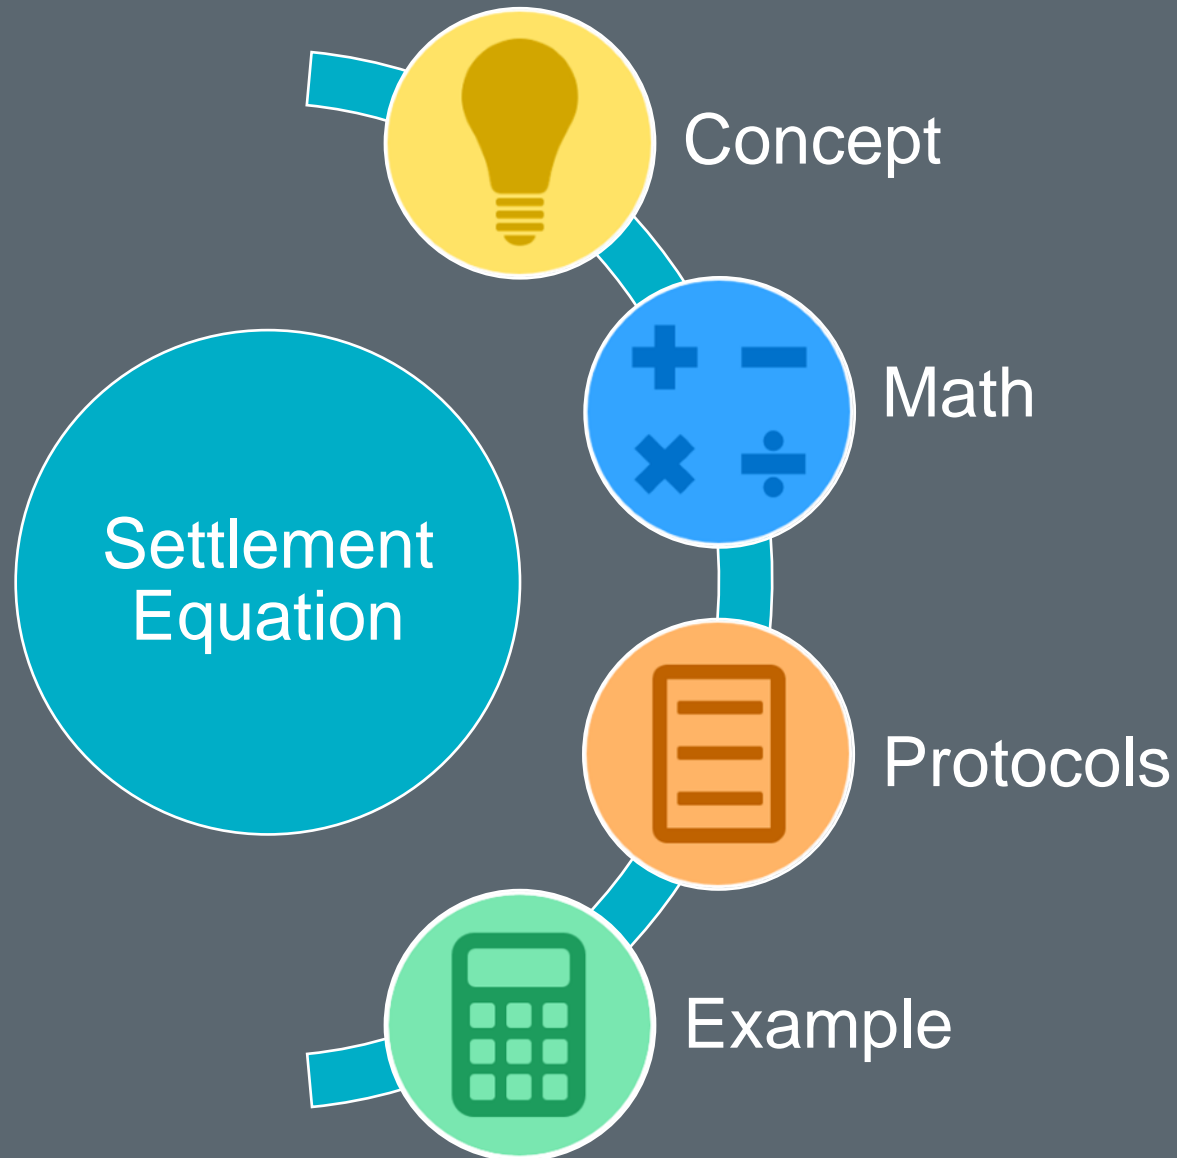 Concept
Math
Settlement
Equation
Protocols
Example